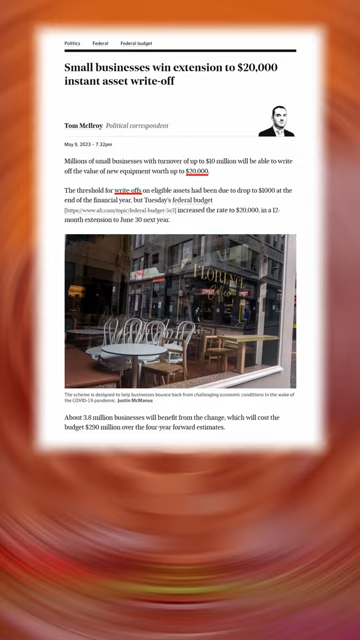 Politics Federal Federal budget
Small businesses win extension to $20,000
instant asset write-off
Tom McIlroy Political correspondent
May 9, 2023 – 7.32pm
Millions of small businesses with turnover of up to $10 million will be able to write
off the value of new equipment worth up to $20,000.
The threshold for write-offs on eligible assets had been due to drop to $1000 at the
end of the financial year, but Tuesday's federal budget
[https://www.afr.com/topic/federal-budget-1n3] increased the rate to $20,000, in a 12-
month extension to June 30 next year.
FLORENCE
The scheme is designed to help businesses bounce back from challenging economic conditions in the wake of
the COVID-19 pandemic. Justin McManus
About 3.8 million businesses will benefit from the change, which will cost the
budget $290 million over the four-year forward estimates.